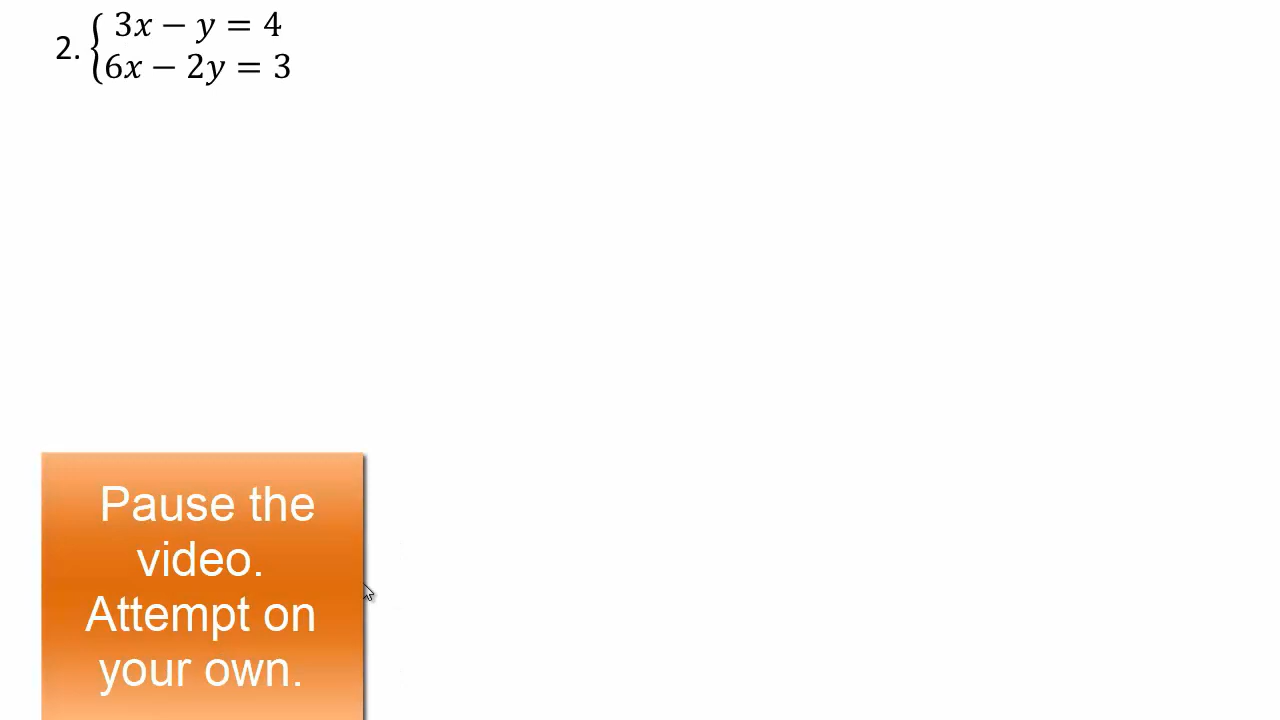 2. { 3x − y = 4
6x − 2y = 3
Pause the
video.
Attempt on
your own.